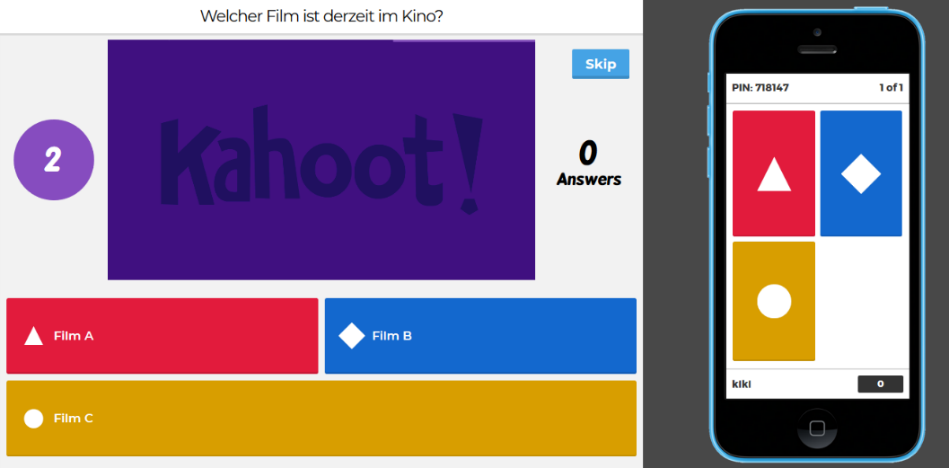 Welcher Film ist derzeit im Kino?
Skip
2
Kahoot!
0
Answers
Film A
Film B
Film C
PIN: 718147
1 of 1
kiki
0